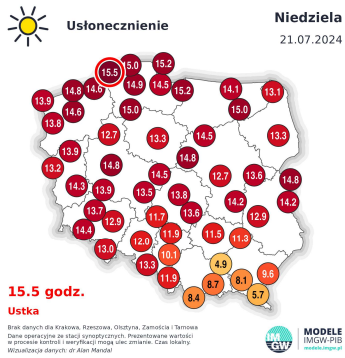 Usłonecznienie
Niedziela
21.07.2024
15.5 15.0 15.2
13.9 14.8 14.6 14.9 14.5 15.2 14.1 13.1
13.8 14.6 15.0 15.0
12.7 13.3 14.5 13.3
13.9 14.8
13.2 14.8 14.5 12.7 13.6 14.8
14.3 13.9 13.5 13.8 14.2 14.2
13.7 12.9 11.7 13.6 12.9
14.4 11.9 11.5 11.3
13.0 12.0 10.1
13.3 11.9 4.9 9.6
8.7 8.1
8.4 5.7
15.5 godz.
Ustka
Brak danych dla Krakowa, Rzeszowa, Olsztyna, Zamościa i Tarnowa
Dane operacyjne ze stacji synoptycznych. Prezentowane wartości
w procesie kontroli i weryfikacji mogą ulec zmianie. Czas lokalny.
Wizualizacja danych: dr Alan Mandal
IM
GW
MODELE
IMGW-PIB
modele.imgw.pl